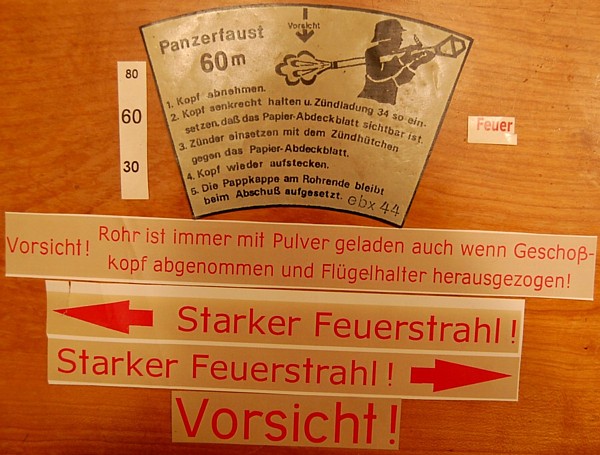 Vorsicht
Panzerfaust
60m
1. Kopf abnehmen.
2. Kopf senkrecht halten u. Zündladung 34 so ein-
setzen, daß das Papier-Abdeckblatt sichtbar ist.
3. Zünder einsetzen mit dem Zündhütchen
gegen das Papier-Abdeckblatt.
4. Kopf wieder aufstecken.
5. Die Pappkappe am Rohrende bleibt
beim Abschuß aufgesetzt. ebx 44
80
60
30
Feuer
Vorsicht! Rohr ist immer mit Pulver geladen auch wenn Geschoß-
kopf abgenommen und Flügelhalter herausgezogen!
Starker Feuerstrahl!
Starker Feuerstrahl!
Vorsicht!